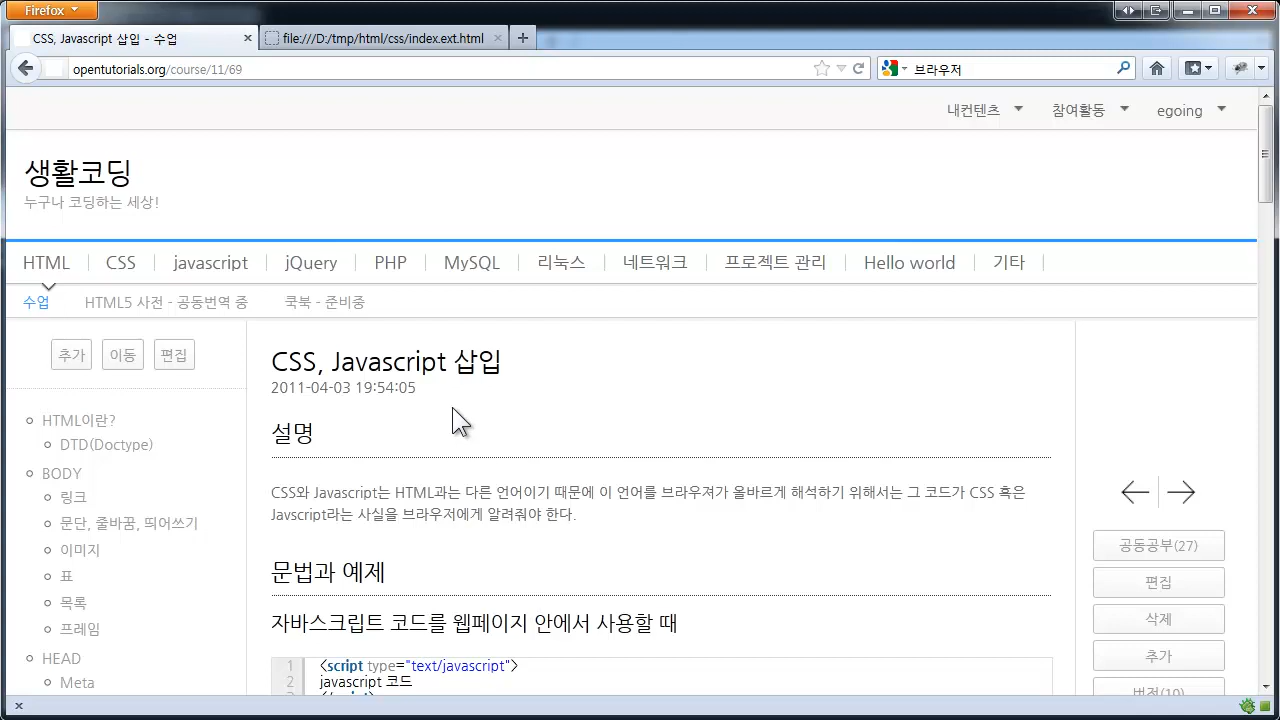 Firefox
CSS, Javascript 삽입 - 수업
file:///D:/tmp/html/css/index.ext.html
opentutorials.org/course/11/69
브라우저
내컨텐츠
참여활동
egoing
생활코딩
누구나 코딩하는 세상!
HTML CSS javascript jQuery PHP MySQL 리눅스 네트워크 프로젝트 관리 Hello world 기타
수업 HTML5 사전 - 공동번역 중 쿡북 - 준비중
추가 이동 편집
HTML이란?
DTD(Doctype)
BODY
링크
문단, 줄바꿈, 띄어쓰기
이미지
표
목록
프레임
HEAD
Meta
CSS, Javascript 삽입
2011-04-03 19:54:05
설명
CSS와 Javascript는 HTML과는 다른 언어이기 때문에 이 언어를 브라우져가 올바르게 해석하기 위해서는 그 코드가 CSS 혹은
Javscript라는 사실을 브라우저에게 알려줘야 한다.
문법과 예제
자바스크립트 코드를 웹페이지 안에서 사용할 때
1 <script type="text/javascript">
2 javascript 코드
공동공부(27)
편집
삭제
추가
버전(10)